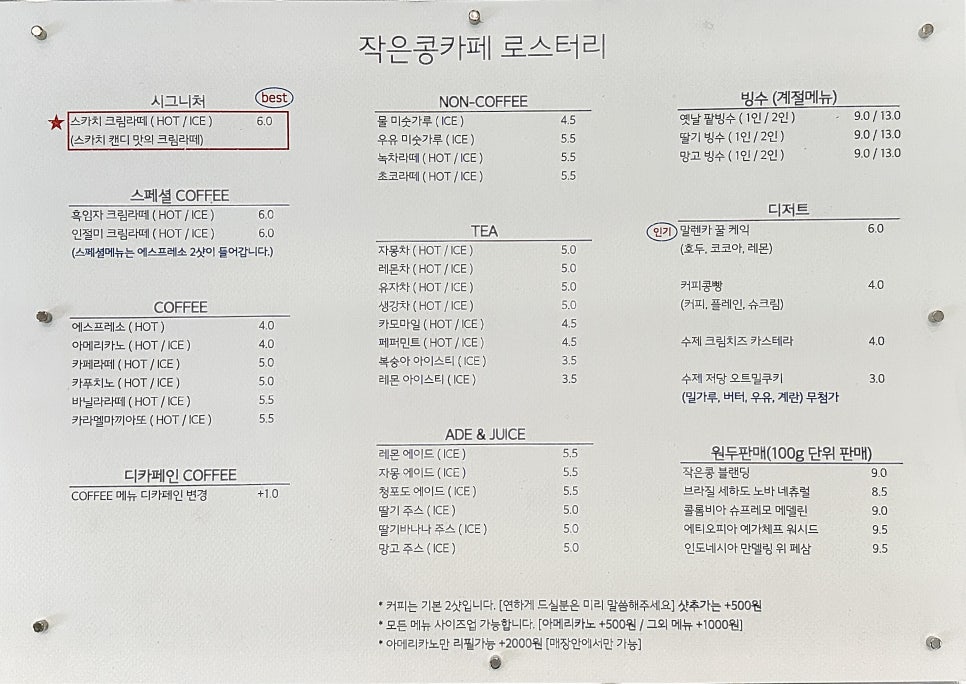 작은콩카페 로스터리
시그니처
best
★ 스카치 크림라떼 ( HOT / ICE ) 6.0
(스카치 캔디 맛의 크림라떼)
스페셜 COFFEE
흑임자 크림라떼 ( HOT / ICE ) 6.0
인절미 크림라떼 ( HOT / ICE ) 6.0
(스페셜메뉴는 에스프레소 2샷이 들어갑니다.)
COFFEE
에스프레소 ( HOT ) 4.0
아메리카노 ( HOT / ICE ) 4.0
카페라떼 ( HOT / ICE ) 5.0
카푸치노 ( HOT / ICE ) 5.0
바닐라라떼 ( HOT / ICE ) 5.5
카라멜마끼아또 ( HOT / ICE ) 5.5
디카페인 COFFEE
COFFEE 메뉴 디카페인 변경 +1.0
NON-COFFEE
물 미숫가루 ( ICE ) 4.5
우유 미숫가루 ( ICE ) 5.5
녹차라떼 ( HOT / ICE ) 5.5
초코라떼 ( HOT / ICE ) 5.5
TEA
자몽차 ( HOT / ICE ) 5.0
레몬차 ( HOT / ICE ) 5.0
유자차 ( HOT / ICE ) 5.0
생강차 ( HOT / ICE ) 5.0
카모마일 ( HOT / ICE ) 4.5
페퍼민트 ( HOT / ICE ) 4.5
복숭아 아이스티 ( ICE ) 3.5
레몬 아이스티 ( ICE ) 3.5
ADE & JUICE
레몬 에이드 ( ICE ) 5.5
자몽 에이드 ( ICE ) 5.5
청포도 에이드 ( ICE ) 5.5
딸기 주스 ( ICE ) 5.0
딸기바나나 주스 ( ICE ) 5.0
망고 주스 ( ICE ) 5.0
빙수 (계절메뉴)
옛날 팥빙수 ( 1인 / 2인 ) 9.0 / 13.0
딸기 빙수 ( 1인 / 2인 ) 9.0 / 13.0
망고 빙수 ( 1인 / 2인 ) 9.0 / 13.0
디저트
인기 말렌카 꿀 케익 6.0
(호두, 코코아, 레몬)
커피콩빵 4.0
(커피, 플레인, 슈크림)
수제 크림치즈 카스테라 4.0
수제 저당 오트밀쿠키 3.0
(밀가루, 버터, 우유, 계란) 무첨가
원두판매(100g 단위 판매)
작은콩 블랜딩 9.0
브라질 세하도 노바 네츄럴 8.5
콜롬비아 슈프레모 메델린 9.0
에티오피아 예가체프 워시드 9.5
인도네시아 만델링 위 페삼 9.5
* 커피는 기본 2샷입니다. [연하게 드실분은 미리 말씀해주세요] 샷추가는 +500원
* 모든 메뉴 사이즈업 가능합니다. [아메리카노 +500원 / 그외 메뉴 +1000원]
* 아메리카노만 리필가능 +2000원 [매장안에서만 가능]